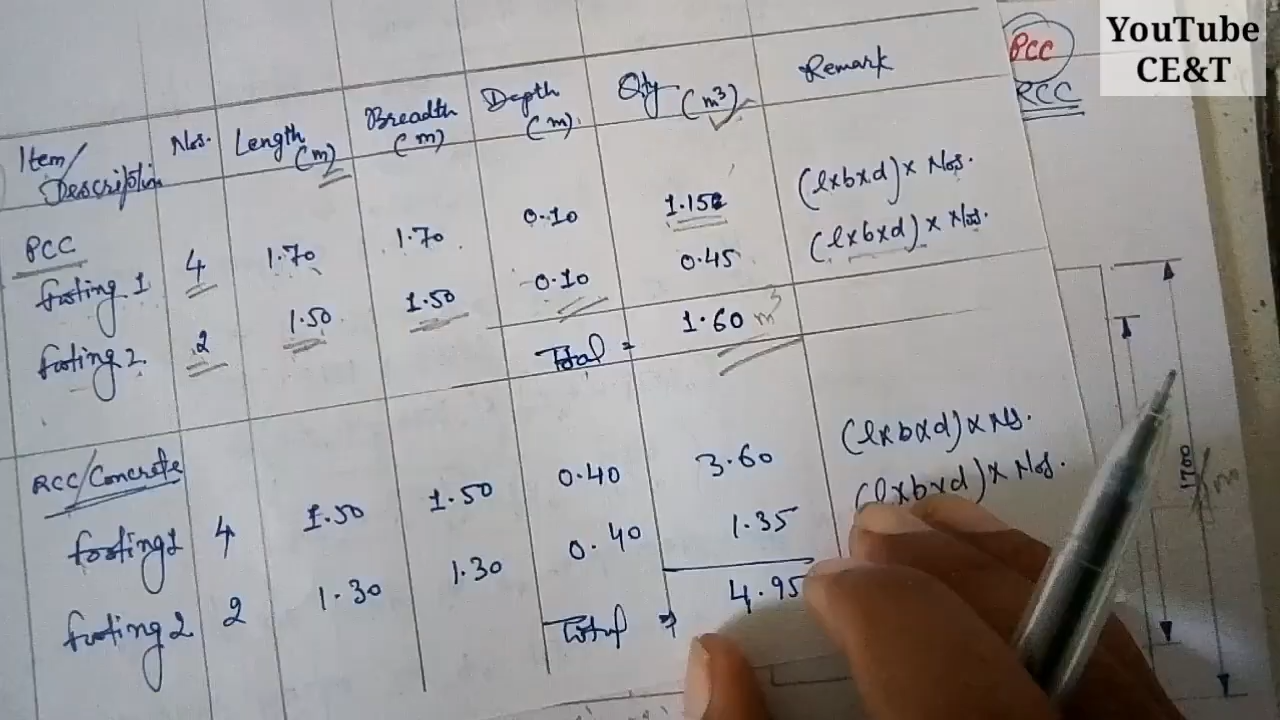 YouTube
CE&T
PCC
RCC
Item/ Description Nos. Length (m) Breadth (m) Depth (m) Qty (m³) Remark
PCC
footing 1 4 1.70 1.70 0.10 1.15 (l×b×d)× Nos.
footing 2 2 1.50 1.50 0.10 0.45 (l×b×d) × Nos.
Total = 1.60 m³
RCC/Concrete
footing 1 4 1.50 1.50 0.40 3.60 (l×b×d)× Ns.
footing 2 2 1.30 1.30 0.40 1.35 (l×b×d)× Nos.
Total = 4.95
1700